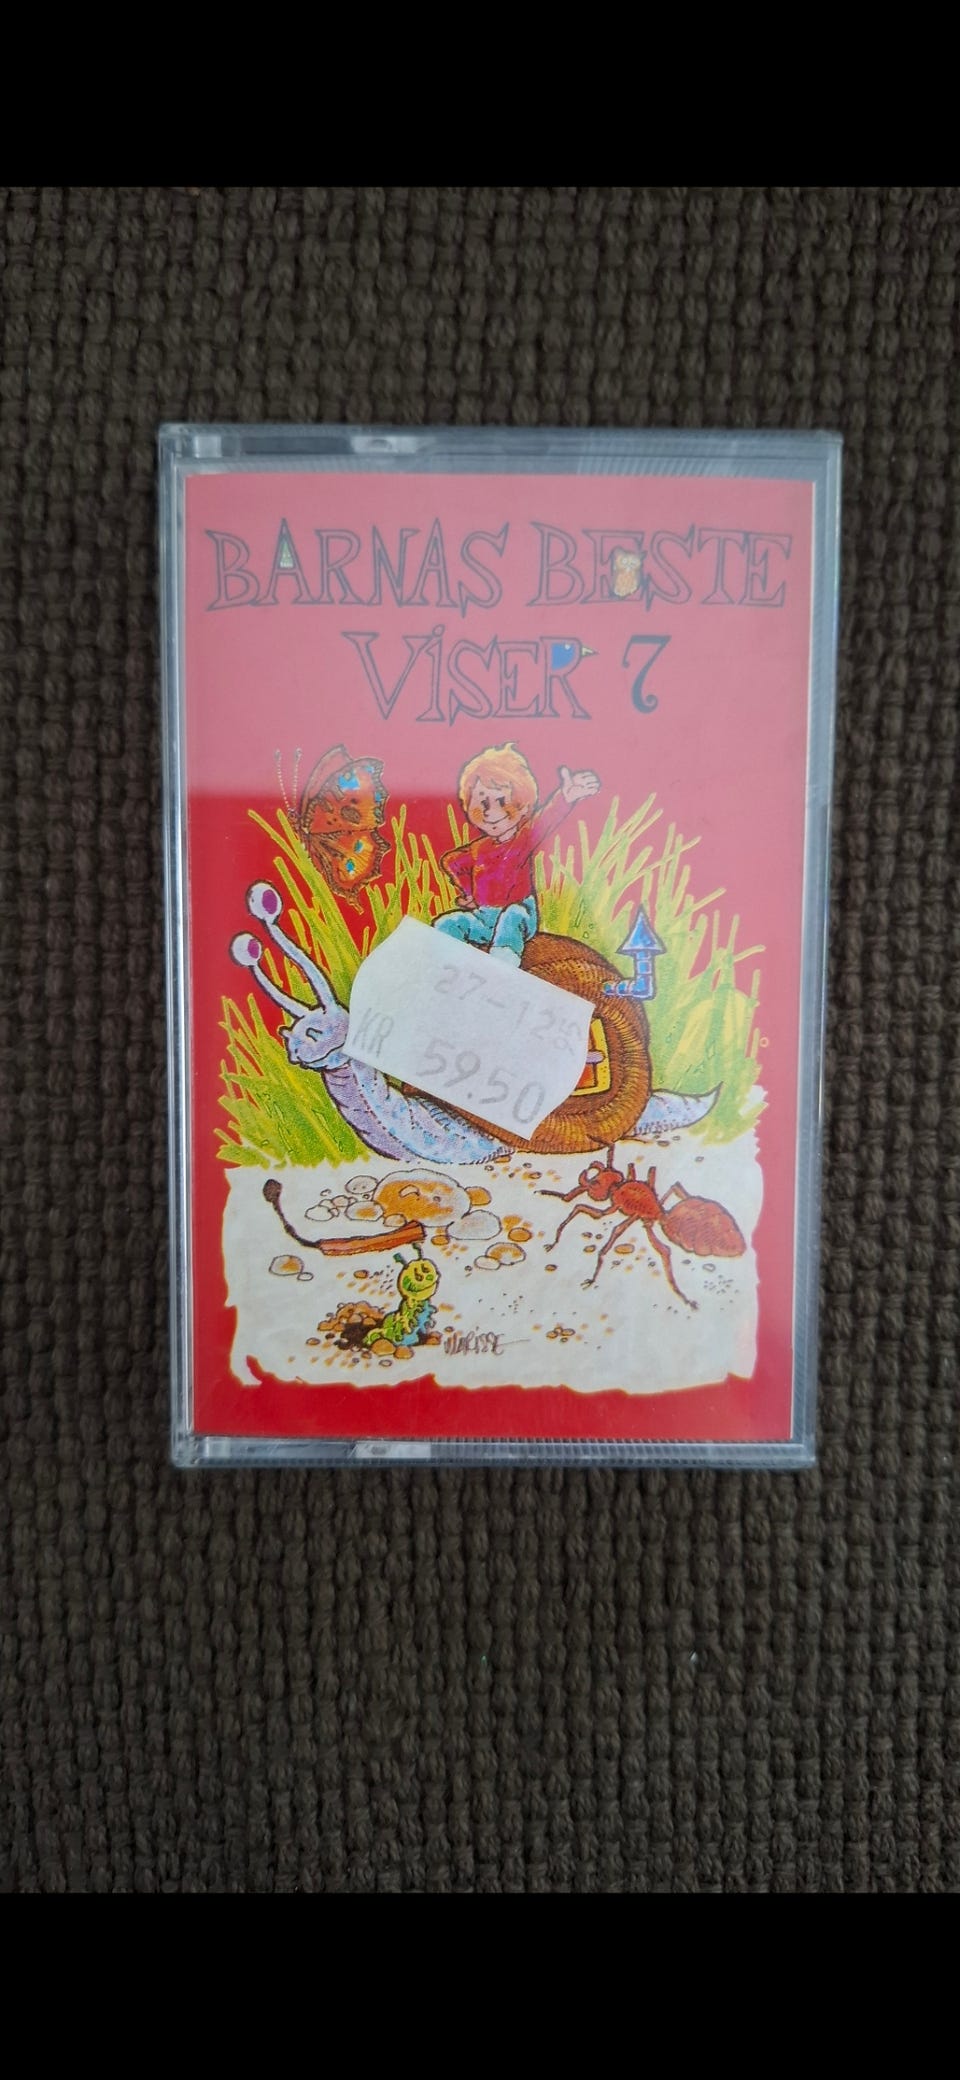 BARNAS BESTE
ViSER 7
27-12
KR 59.50